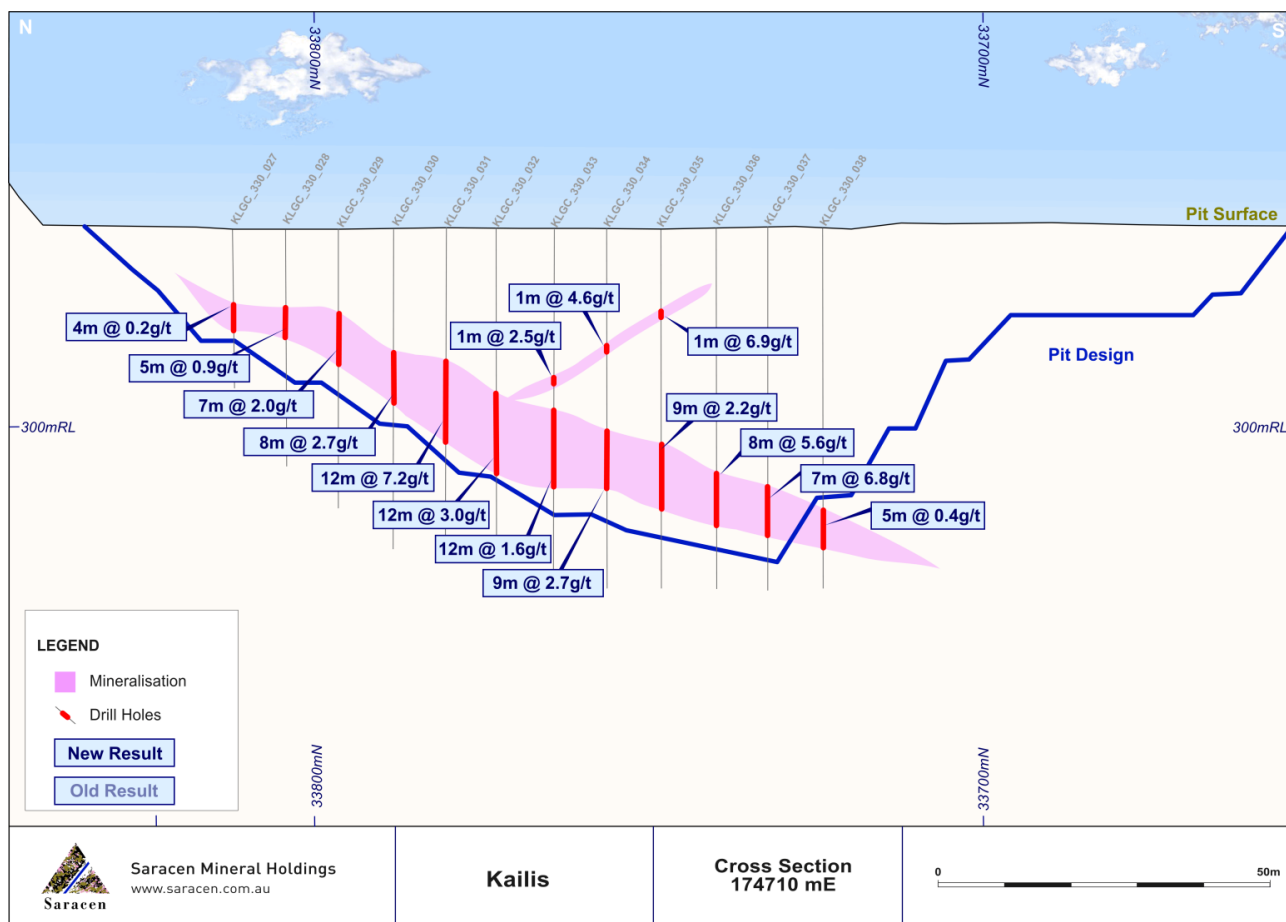 N
S
33800mN
33700mN
KLGC_330_027
KLGC_330_028
KLGC_330_029
KLGC_330_030
KLGC_330_031
KLGC_330_032
KLGC_330_033
KLGC_330_034
KLGC_330_035
KLGC_330_036
KLGC_330_037
KLGC_330_038
Pit Surface
1m @ 4.6g/t
4m @ 0.2g/t
1m @ 2.5g/t
1m @ 6.9g/t
Pit Design
5m @ 0.9g/t
7m @ 2.0g/t
9m @ 2.2g/t
300mRL
300mRL
8m @ 2.7g/t
8m @ 5.6g/t
12m @ 7.2g/t
7m @ 6.8g/t
12m @ 3.0g/t
5m @ 0.4g/t
12m @ 1.6g/t
9m @ 2.7g/t
LEGEND
Mineralisation
Drill Holes
New Result
Old Result
33800mN
33700mN
Saracen
Saracen Mineral Holdings
www.saracen.com.au
Kailis
Cross Section
174710 mE
0
50m